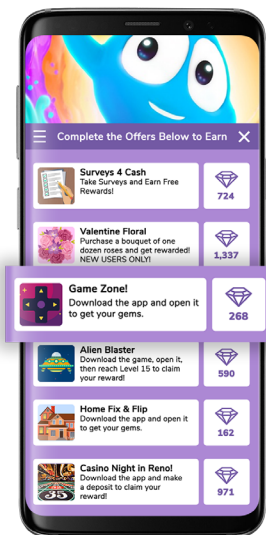 Complete the Offers Below to Earn
Surveys 4 Cash
Take Surveys and Earn Free
Rewards!
724
Valentine Floral
Purchase a bouquet of one
dozen roses and get rewarded!
NEW USERS ONLY!
1,337
Game Zone!
Download the app and open it
to get your gems.
268
Alien Blaster
Download the game, open it,
then reach Level 15 to claim
your reward!
590
Home Fix & Flip
Download the app and open it
to get your gems.
162
Casino Night in Reno!
Download the app and make
a deposit to claim your
reward!
971